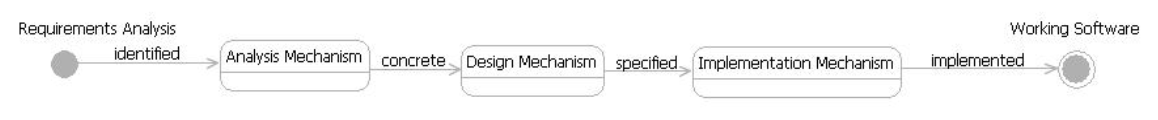 Requirements Analysis
identified
Analysis Mechanism
concrete
Design Mechanism
specified
Implementation Mechanism
implemented
Working Software